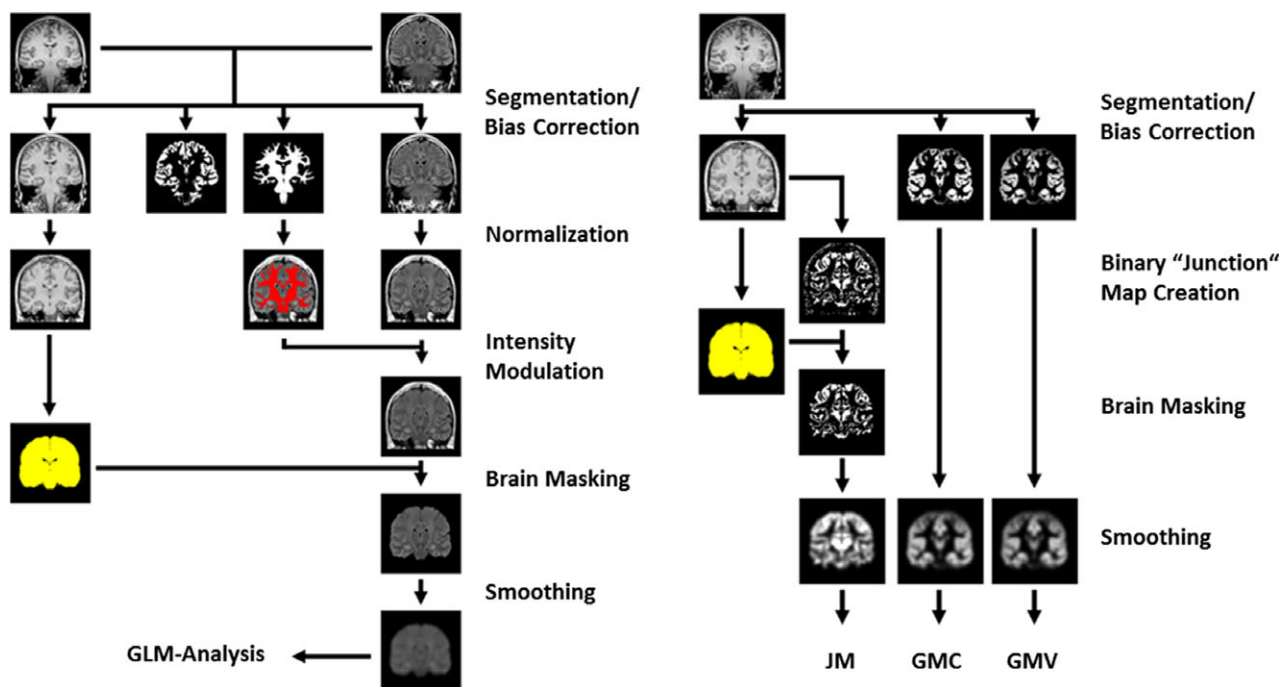 Segmentation/
Bias Correction
Normalization
Intensity
Modulation
Brain Masking
Smoothing
GLM-Analysis
Segmentation/
Bias Correction
Binary “Junction“
Map Creation
Brain Masking
Smoothing
JM GMC GMV